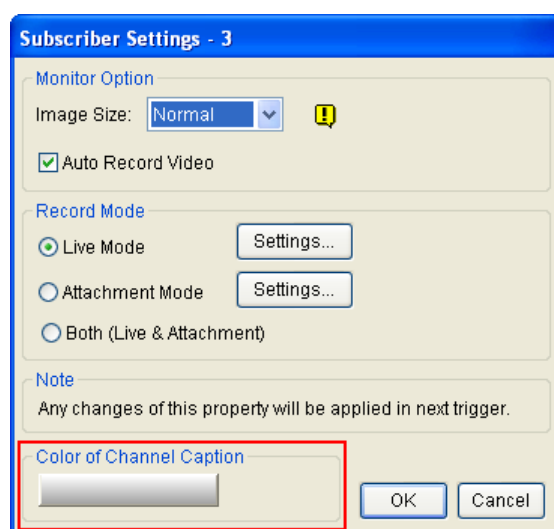 Subscriber Settings - 3
Monitor Option
Image Size: Normal
Auto Record Video
Record Mode
Live Mode Settings...
Attachment Mode Settings...
Both (Live & Attachment)
Note
Any changes of this property will be applied in next trigger.
Color of Channel Caption
OK Cancel